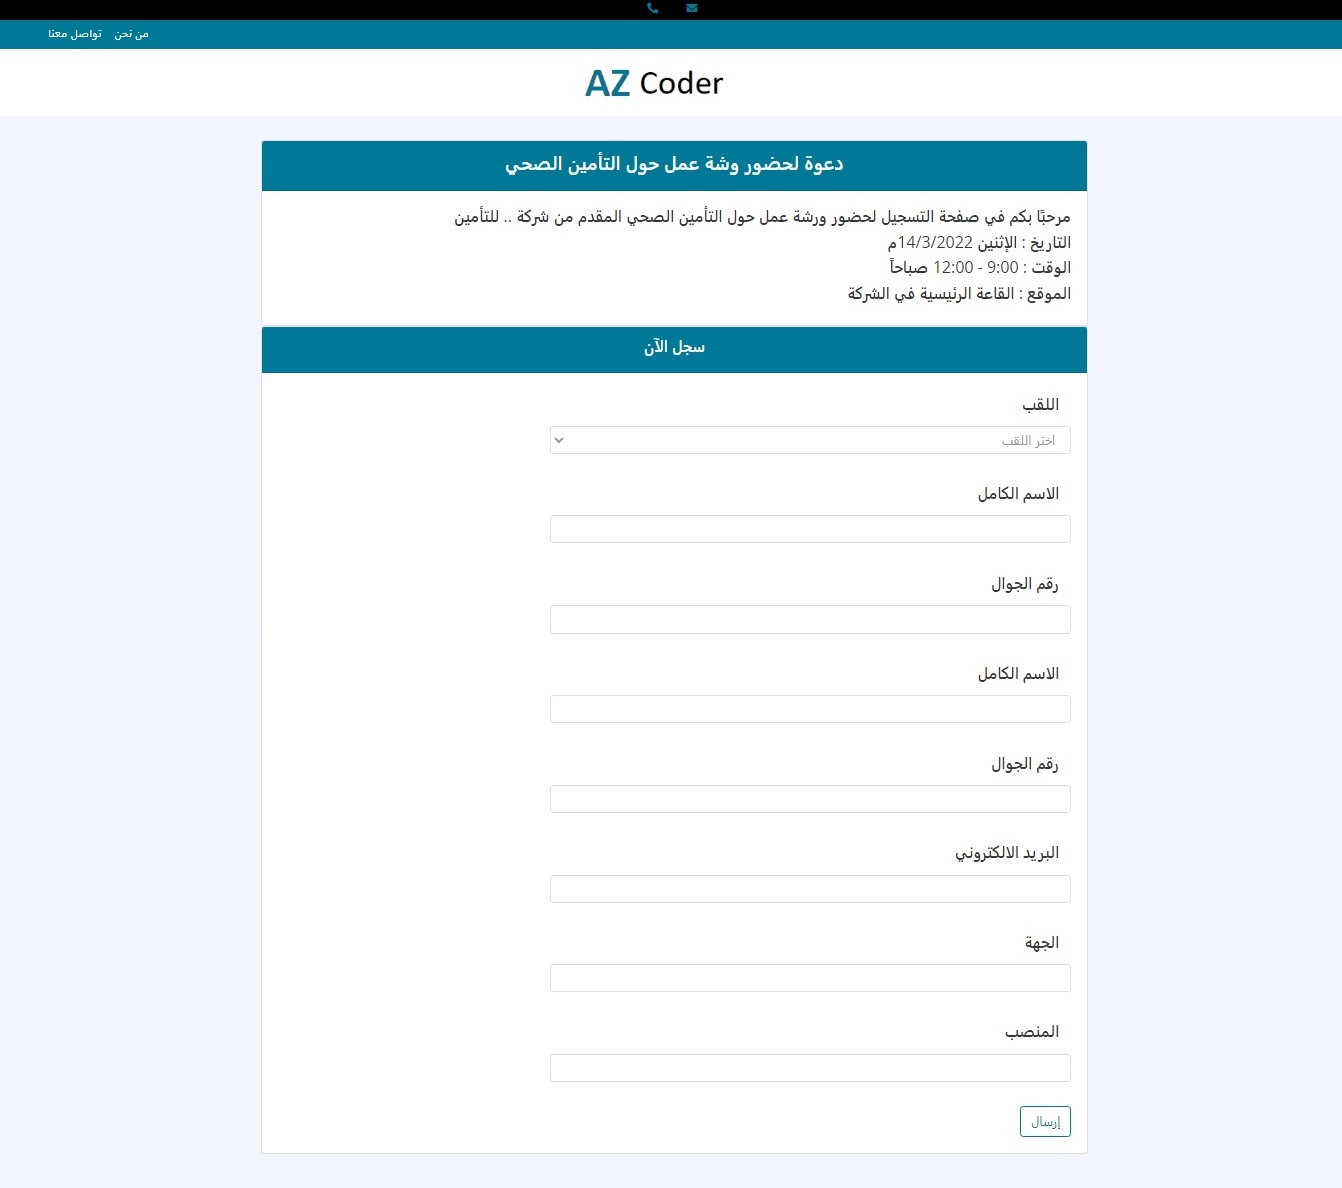 من نحن
تواصل معنا
AZ Coder
دعوة لحضور وشة عمل حول التأمين الصحي
مرحبًا بكم في صفحة التسجيل لحضور ورشة عمل حول التأمين الصحي المقدم من شركة .. للتأمين
التاريخ : الإثنين 14/3/2022م
الوقت : 9:00 - 12:00 صباحاً
الموقع : القاعة الرئيسية في الشركة
سجل الآن
اللقب
اختر اللقب
الاسم الكامل
رقم الجوال
الاسم الكامل
رقم الجوال
البريد الالكتروني
الجهة
المنصب
إرسال